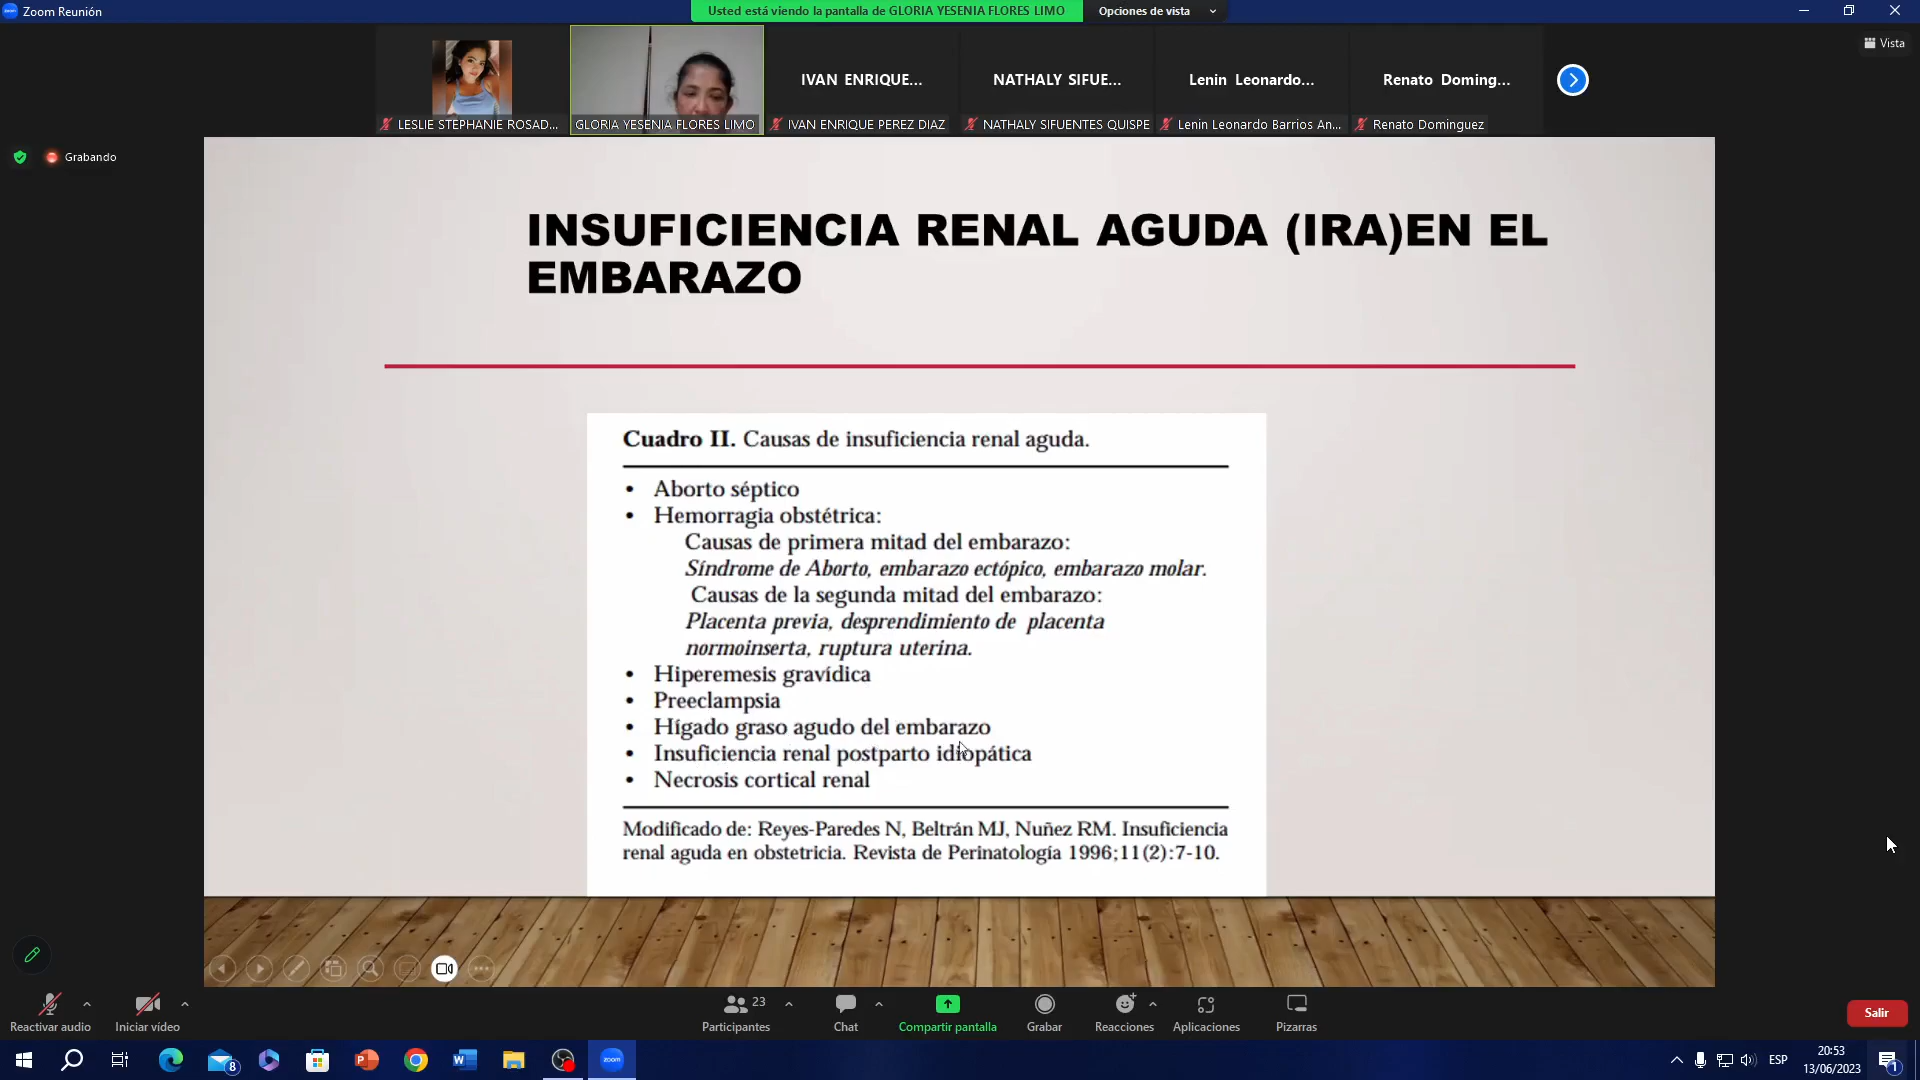 Zoom Reunión
Usted está viendo la pantalla de GLORIA YESENIA FLORES LIMO
Opciones de vista
Vista
IVAN ENRIQUE...
NATHALY SIFUE...
Lenin Leonardo...
Renato Doming...
LESLIE STEPHANIE ROSAD...
GLORIA YESENIA FLORES LIMO
IVAN ENRIQUE PEREZ DIAZ
NATHALY SIFUENTES QUISPE
Lenin Leonardo Barrios An...
Renato Dominguez
Grabando
INSUFICIENCIA RENAL AGUDA (IRA)EN EL
EMBARAZO
Cuadro II. Causas de insuficiencia renal aguda.
• Aborto séptico
• Hemorragia obstétrica:
Causas de primera mitad del embarazo:
Síndrome de Aborto, embarazo ectópico, embarazo molar.
Causas de la segunda mitad del embarazo:
Placenta previa, desprendimiento de placenta
normoinserta, ruptura uterina.
• Hiperemesis gravídica
• Preeclampsia
• Hígado graso agudo del embarazo
• Insuficiencia renal postparto idiopática
• Necrosis cortical renal
Modificado de: Reyes-Paredes N, Beltrán MJ, Nuñez RM. Insuficiencia
renal aguda en obstetricia. Revista de Perinatología 1996;11(2):7-10.
Reactivar audio
Iniciar vídeo
23
Participantes
Chat
Compartir pantalla
Grabar
Reacciones
Aplicaciones
Pizarras
Salir
8
zoom
ESP
20:53
13/06/2023
1